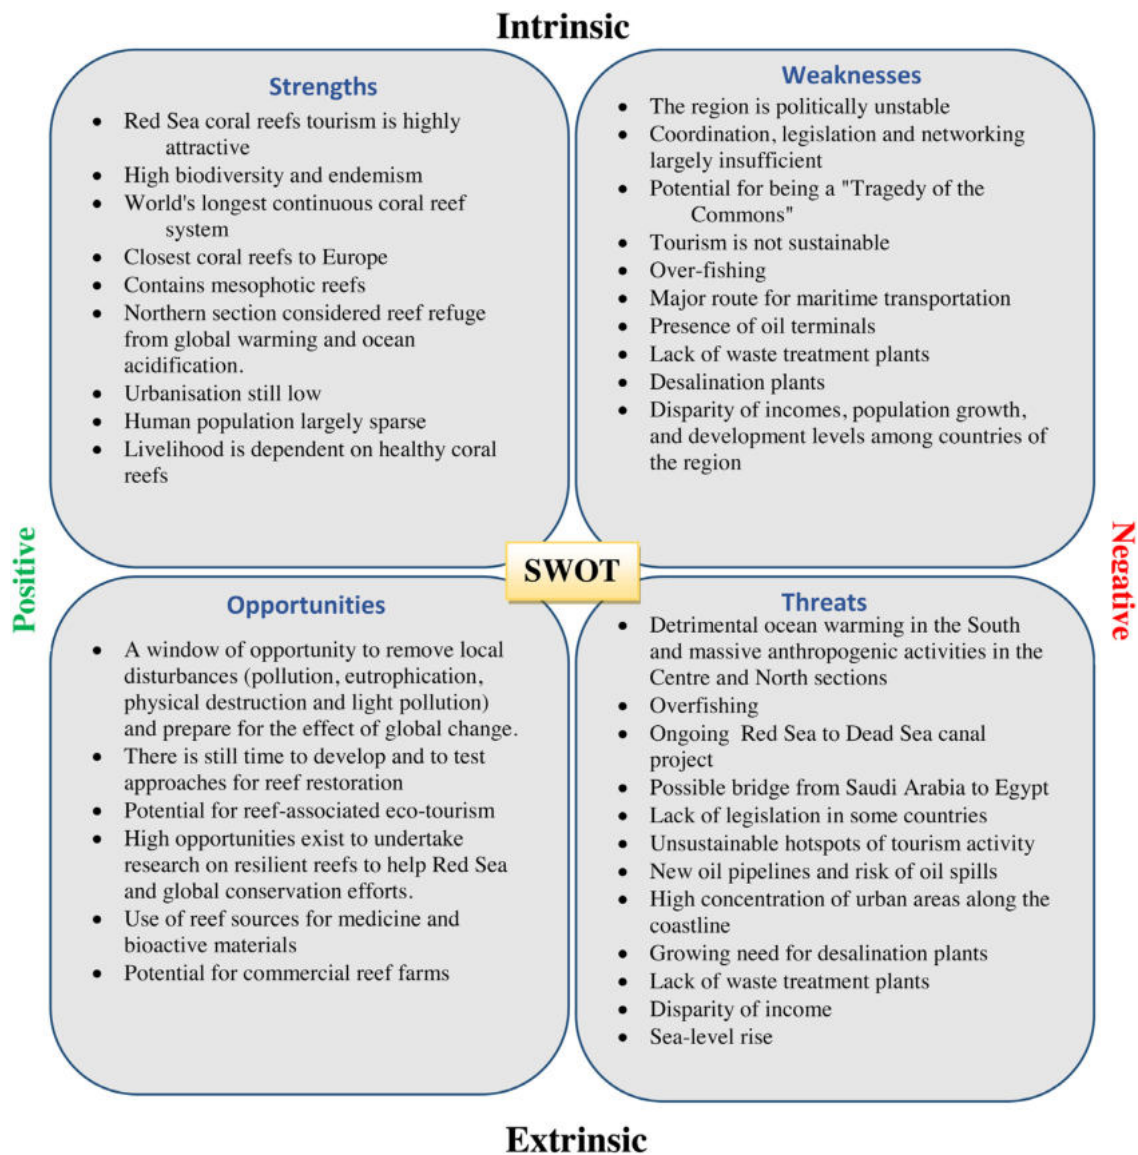 Intrinsic
Strengths
• Red Sea coral reefs tourism is highly
attractive
• High biodiversity and endemism
• World's longest continuous coral reef
system
• Closest coral reefs to Europe
• Contains mesophotic reefs
• Northern section considered reef refuge
from global warming and ocean
acidification.
• Urbanisation still low
• Human population largely sparse
• Livelihood is dependent on healthy coral
reefs
Weaknesses
• The region is politically unstable
• Coordination, legislation and networking
largely insufficient
• Potential for being a "Tragedy of the
Commons"
• Tourism is not sustainable
• Over-fishing
• Major route for maritime transportation
• Presence of oil terminals
• Lack of waste treatment plants
• Desalination plants
• Disparity of incomes, population growth,
and development levels among countries of
the region
Positive
SWOT
Negative
Opportunities
• A window of opportunity to remove local
disturbances (pollution, eutrophication,
physical destruction and light pollution)
and prepare for the effect of global change.
• There is still time to develop and to test
approaches for reef restoration
• Potential for reef-associated eco-tourism
• High opportunities exist to undertake
research on resilient reefs to help Red Sea
and global conservation efforts.
• Use of reef sources for medicine and
bioactive materials
• Potential for commercial reef farms
Threats
• Detrimental ocean warming in the South
and massive anthropogenic activities in the
Centre and North sections
• Overfishing
• Ongoing Red Sea to Dead Sea canal
project
• Possible bridge from Saudi Arabia to Egypt
• Lack of legislation in some countries
• Unsustainable hotspots of tourism activity
• New oil pipelines and risk of oil spills
• High concentration of urban areas along the
coastline
• Growing need for desalination plants
• Lack of waste treatment plants
• Disparity of income
• Sea-level rise
Extrinsic